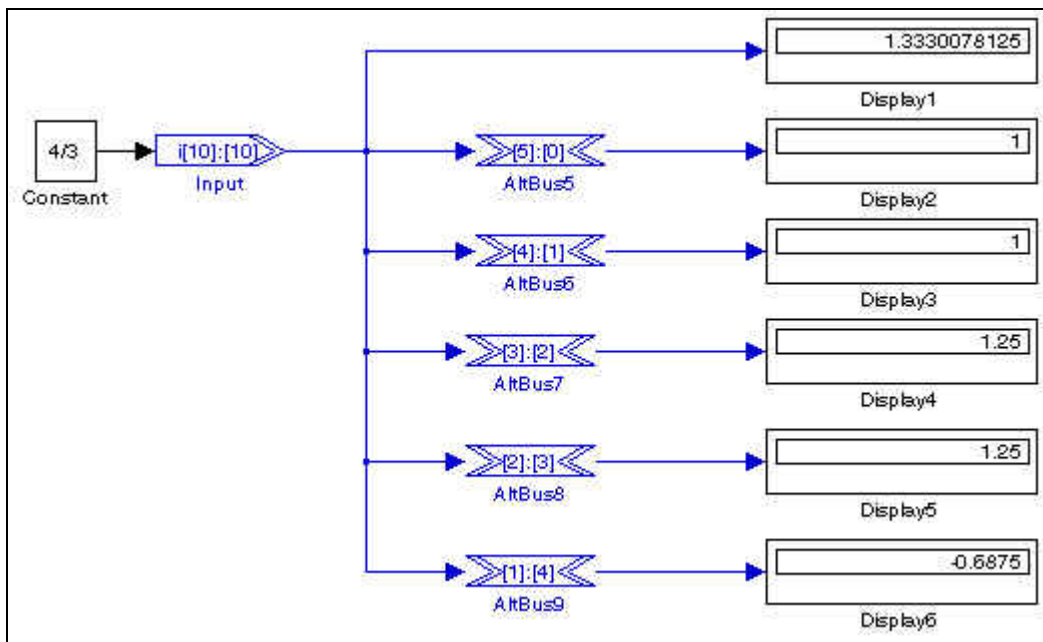 1.3330078125
Display1
4/3
Constant
i[10]:[10]
Input
[5]:[0]
AltBus5
1
Display2
[4]:[1]
AltBus6
1
Display3
[3]:[2]
AltBus7
1.25
Display4
[2]:[3]
AltBus8
1.25
Display5
[1]:[4]
AltBus9
-0.6875
Display6